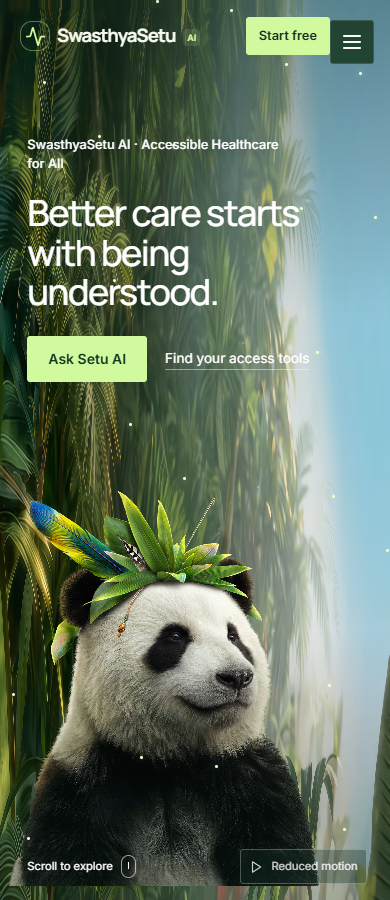 SwasthyaSetu AI
Start free
SwasthyaSetu AI · Accessible Healthcare
for All
Better care starts
with being
understood.
Ask Setu AI
Find your access tools
Scroll to explore
Reduced motion